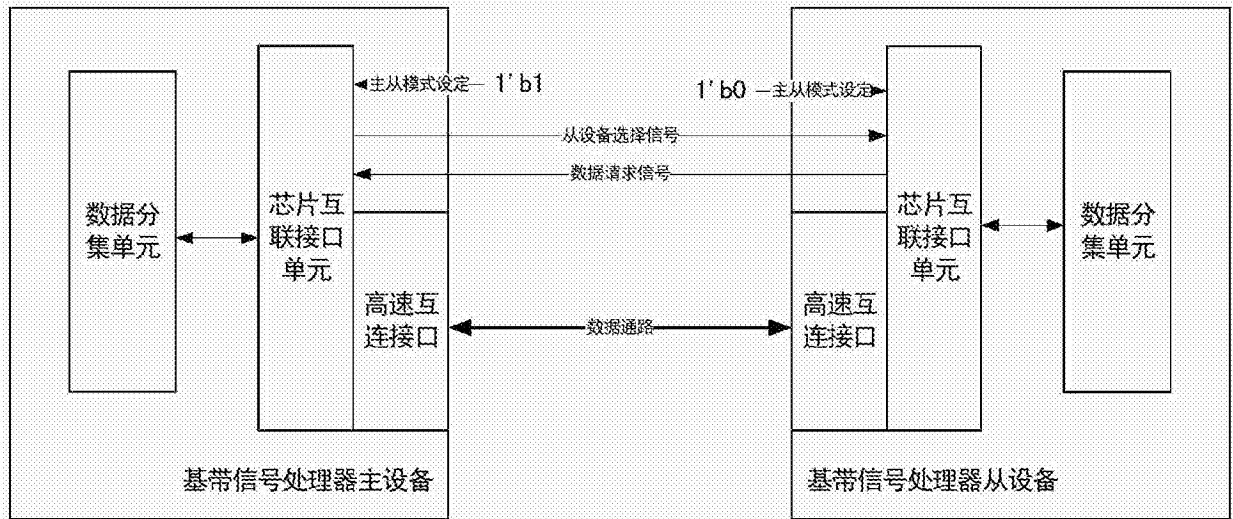 主从模式设定 1'b1
1'b0 主从模式设定
从设备选择信号
数据请求信号
数据分
集单元
芯片互
联接口
单元
高速互
连接口
数据通路
高速互
连接口
芯片互
联接口
单元
数据分
集单元
基带信号处理器主设备
基带信号处理器从设备